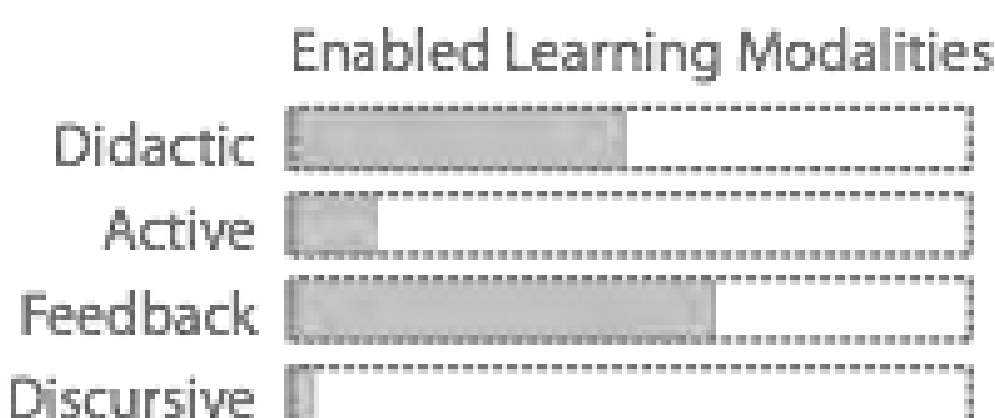 Enabled Learning Modalities
Didactic
Active
Feedback
Discursive